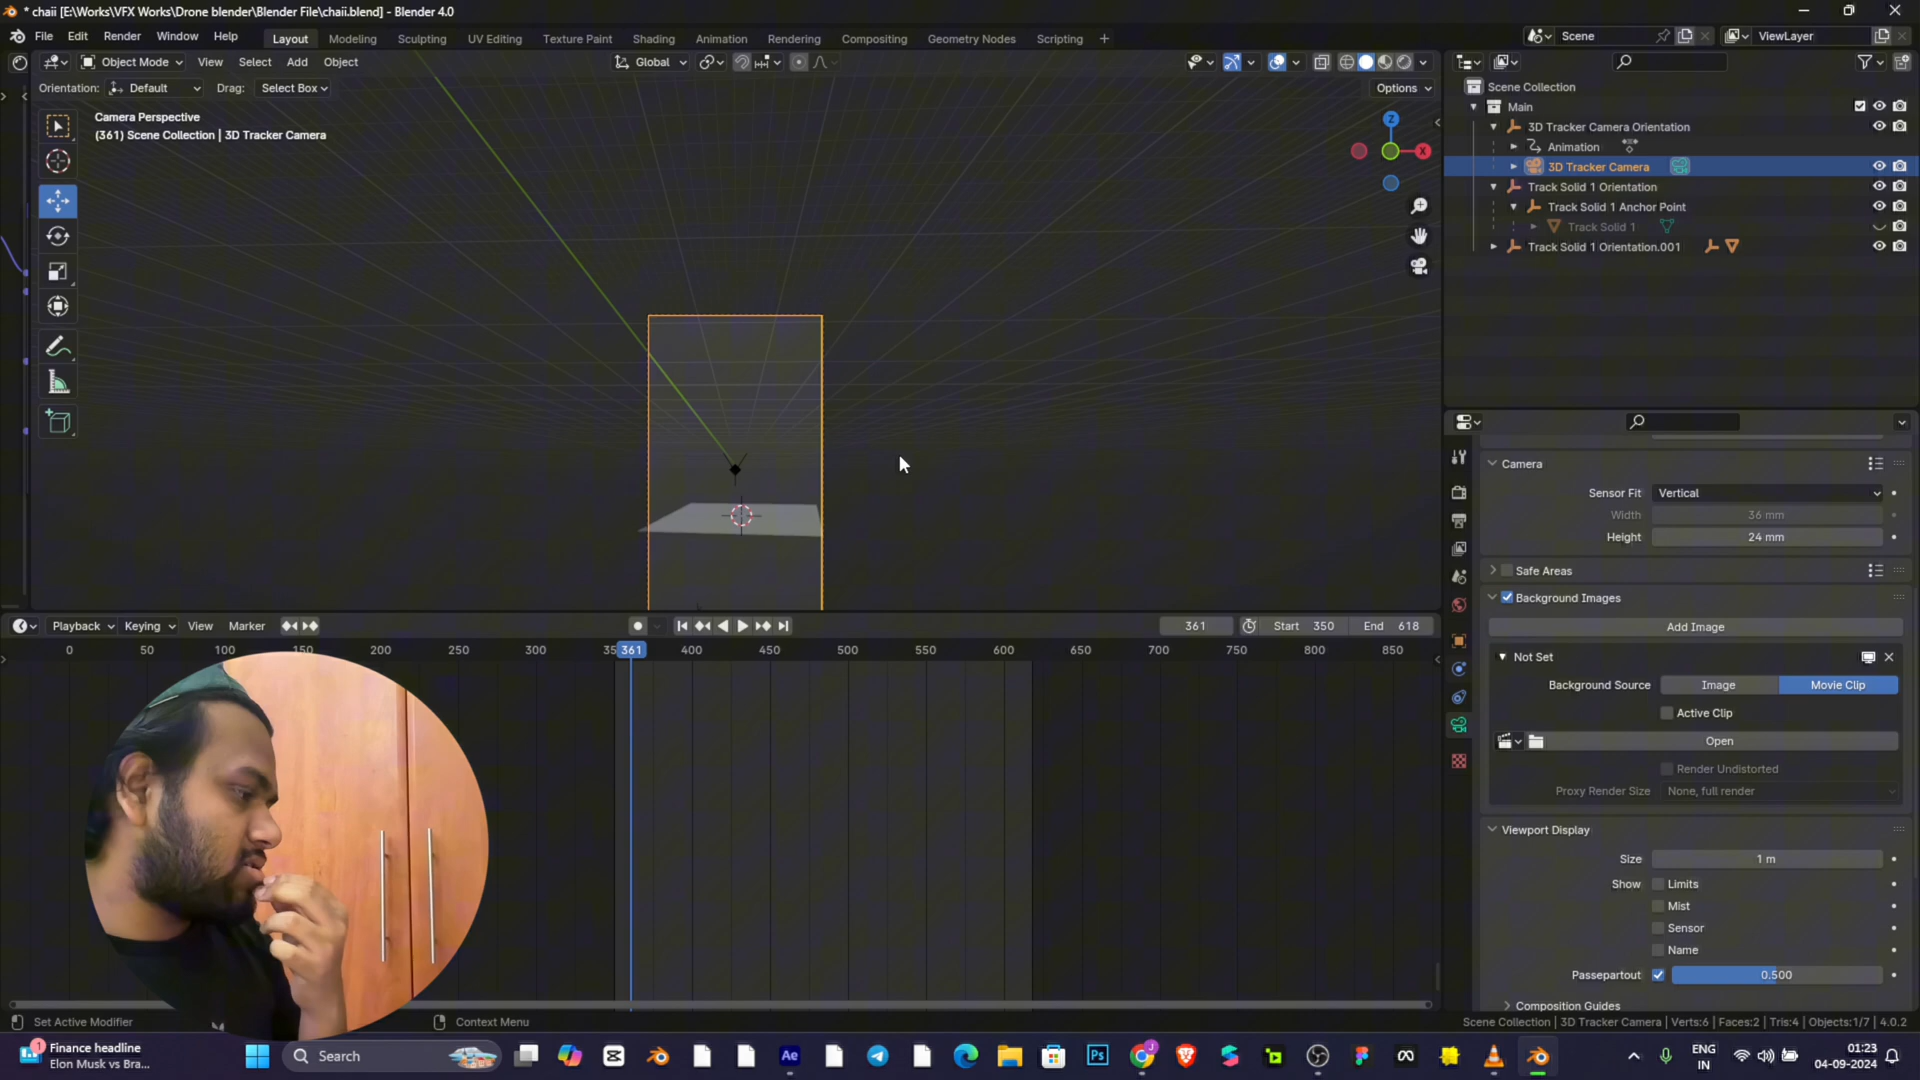 * chaii [E:\Works\VFX Works\Drone blender\Blender File\chaii.blend] - Blender 4.0
File Edit Render Window Help
Layout Modeling Sculpting UV Editing Texture Paint Shading Animation Rendering Compositing Geometry Nodes Scripting +
Scene
ViewLayer
Object Mode View Select Add Object
Global
Orientation: Default Drag: Select Box
Options
Camera Perspective
(361) Scene Collection | 3D Tracker Camera
Z
X
Scene Collection
Main
3D Tracker Camera Orientation
Animation
3D Tracker Camera
Track Solid 1 Orientation
Track Solid 1 Anchor Point
Track Solid 1
Track Solid 1 Orientation.001
Camera
Sensor Fit Vertical
Width 36 mm
Height 24 mm
Safe Areas
Background Images
Add Image
Not Set
Background Source Image Movie Clip
Active Clip
Open
Render Undistorted
Proxy Render Size None, full render
Viewport Display
Size 1 m
Show Limits
Mist
Sensor
Name
Passepartout 0.500
Composition Guides
Playback Keying View Marker
361 Start 350 End 618
0 50 100 150 200 250 300 35 361 400 450 500 550 600 650 700 750 800 850
Set Active Modifier
Context Menu
Scene Collection | 3D Tracker Camera | Verts:6 | Faces:2 | Tris:4 | Objects:1/7 | 4.0.2
1
Finance headline
Elon Musk vs Bra...
Search
Ae
Ps
J
ENG
IN
01:23
04-09-2024